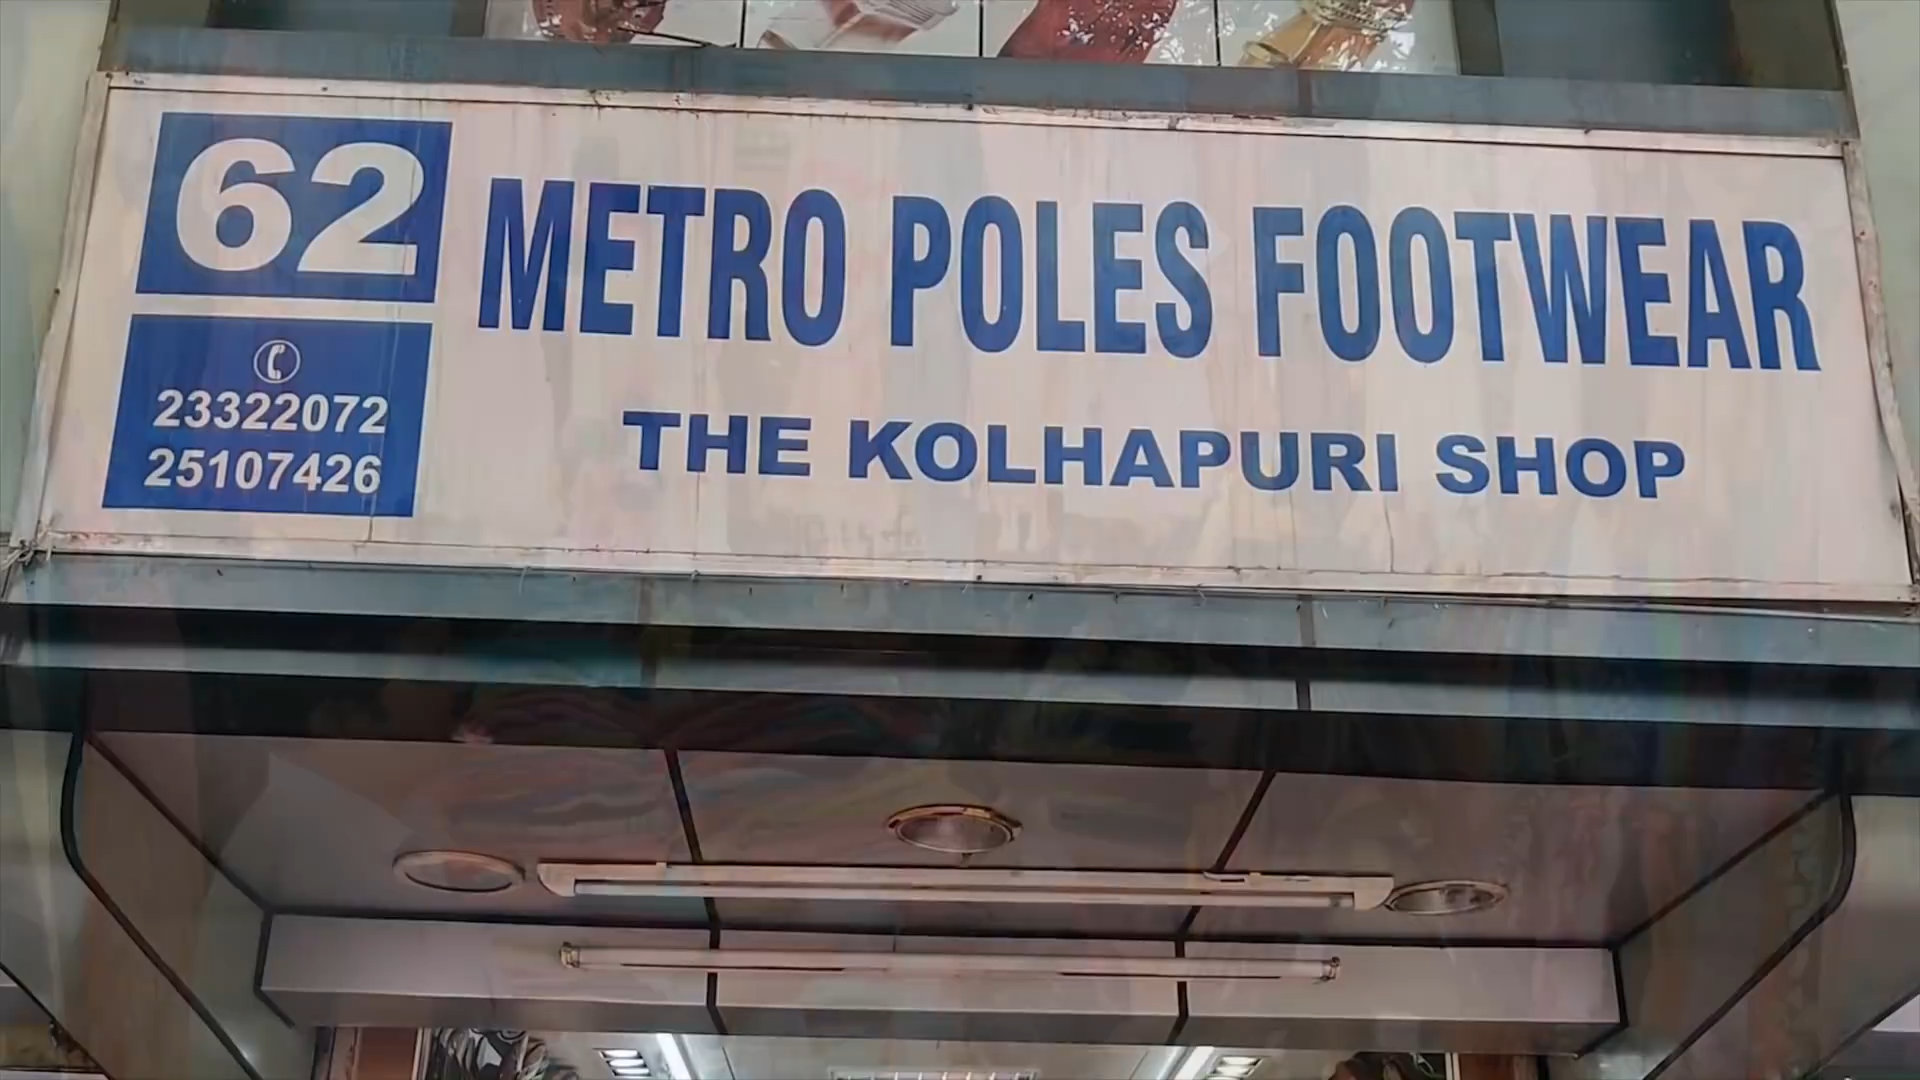 62
METRO POLES FOOTWEAR
23322072
25107426
THE KOLHAPURI SHOP